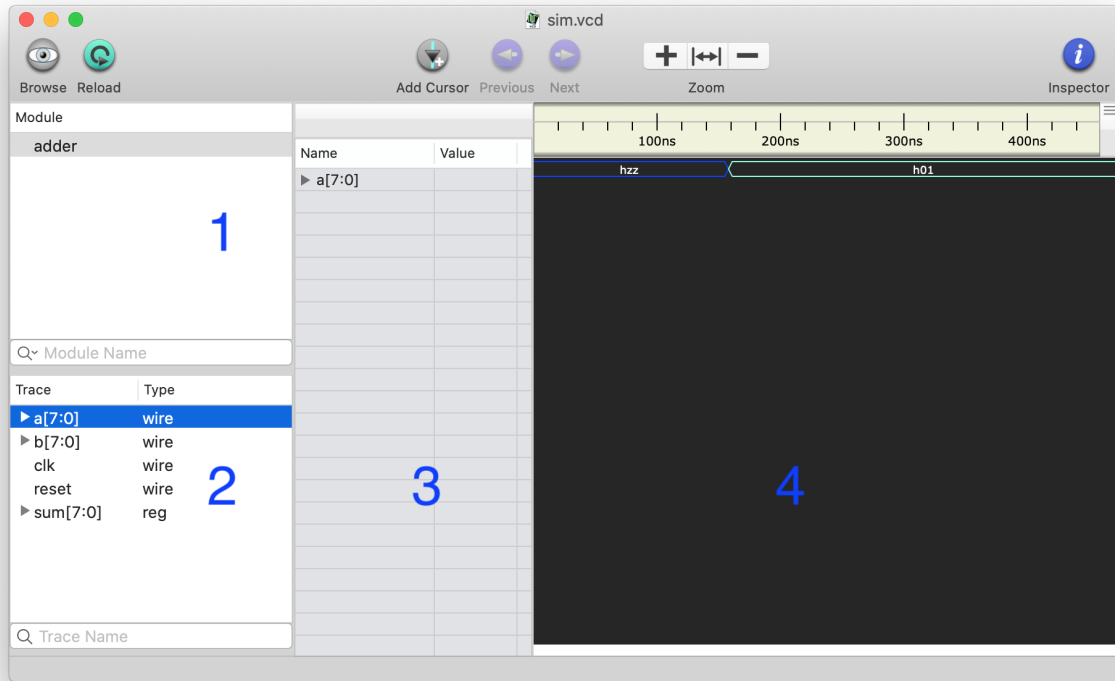 sim.vcd
Browse Reload Add Cursor Previous Next Zoom Inspector
Module
adder
1
Module Name
Trace Type
a[7:0] wire
b[7:0] wire
clk wire
reset wire
sum[7:0] reg
2
Trace Name
Name Value
a[7:0]
3
100ns 200ns 300ns 400ns
hzz h01
4